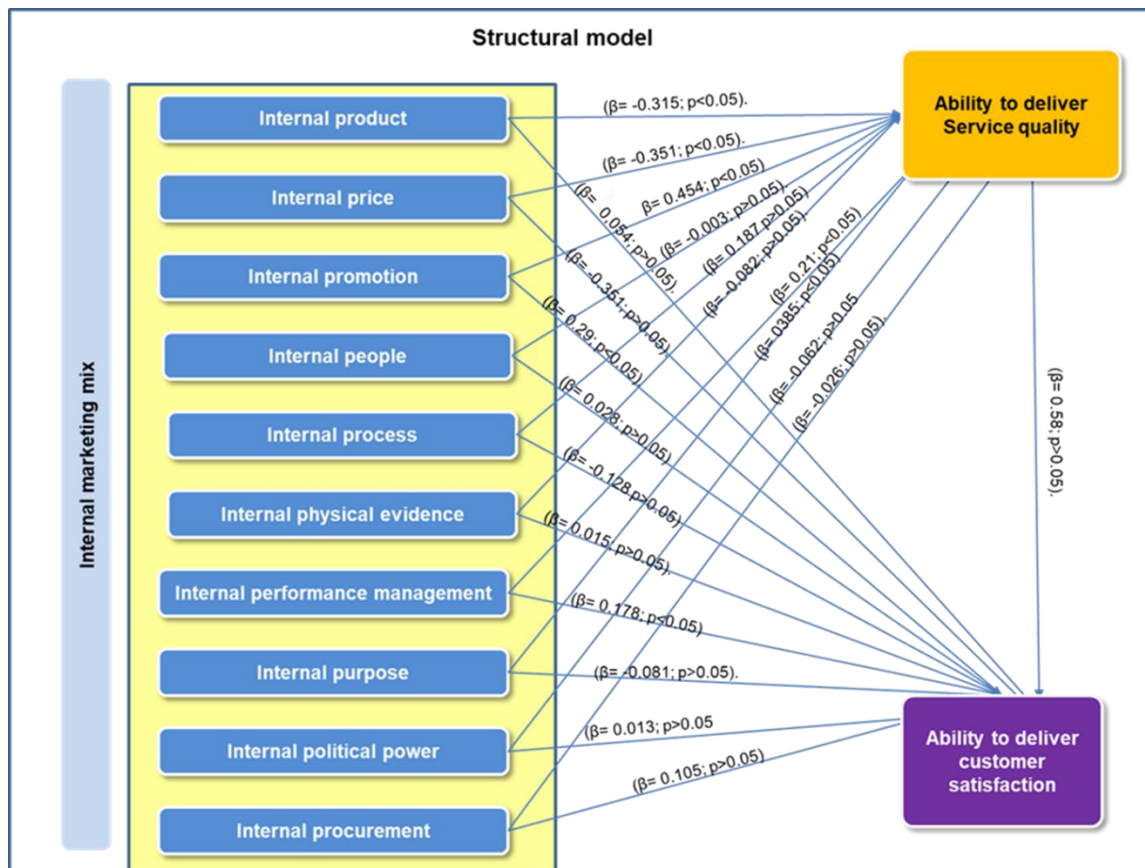 Structural model
Internal marketing mix
Internal product
Internal price
Internal promotion
Internal people
Internal process
Internal physical evidence
Internal performance management
Internal purpose
Internal political power
Internal procurement
Ability to deliver
Service quality
Ability to deliver
customer
satisfaction
(β= -0.315; p<0.05).
(β= -0.351; p<0.05).
β= 0.454; p<0.05)
(β= -0.003; p>0.05).
(β= 0.187 p>0.05)
(β= -0.082; p>0.05).
(β= 0.21; p<0.05)
(β= 0385; p<0.05)
(β= -0.062; p>0.05
(β= -0.026; p>0.05).
(β= 0.054; p>0.05).
(β= -0.351; p>0.05).
(β= 0.29; p<0.05)
(β= 0.028; p>0.05)
(β= -0.128 p>0.05)
(β= 0.015; p>0.05).
(β= 0.178; p<0.05)
(β= -0.081; p>0.05).
(β= 0.013; p>0.05
(β= 0.105; p>0.05)
(β= 0.58; p>0.05).